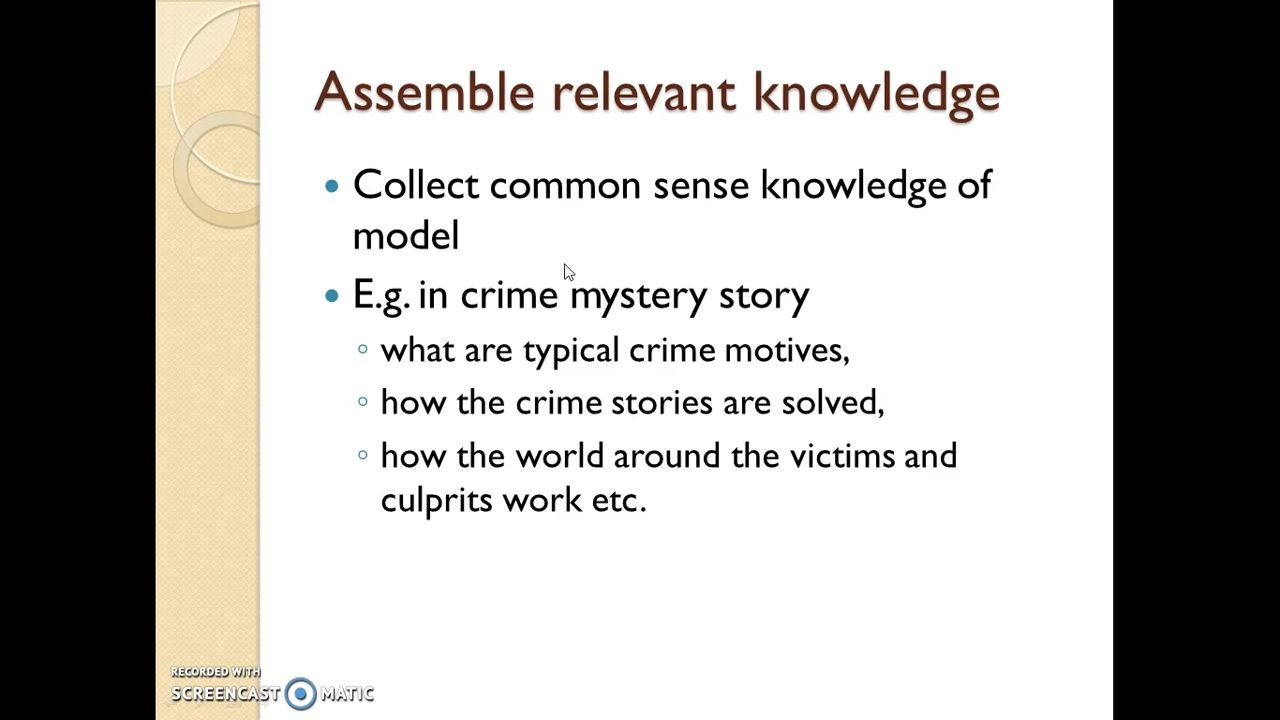 Assemble relevant knowledge
• Collect common sense knowledge of
model
• E.g. in crime mystery story
◦ what are typical crime motives,
◦ how the crime stories are solved,
◦ how the world around the victims and
culprits work etc.
RECORDED WITH
SCREENCAST MATIC